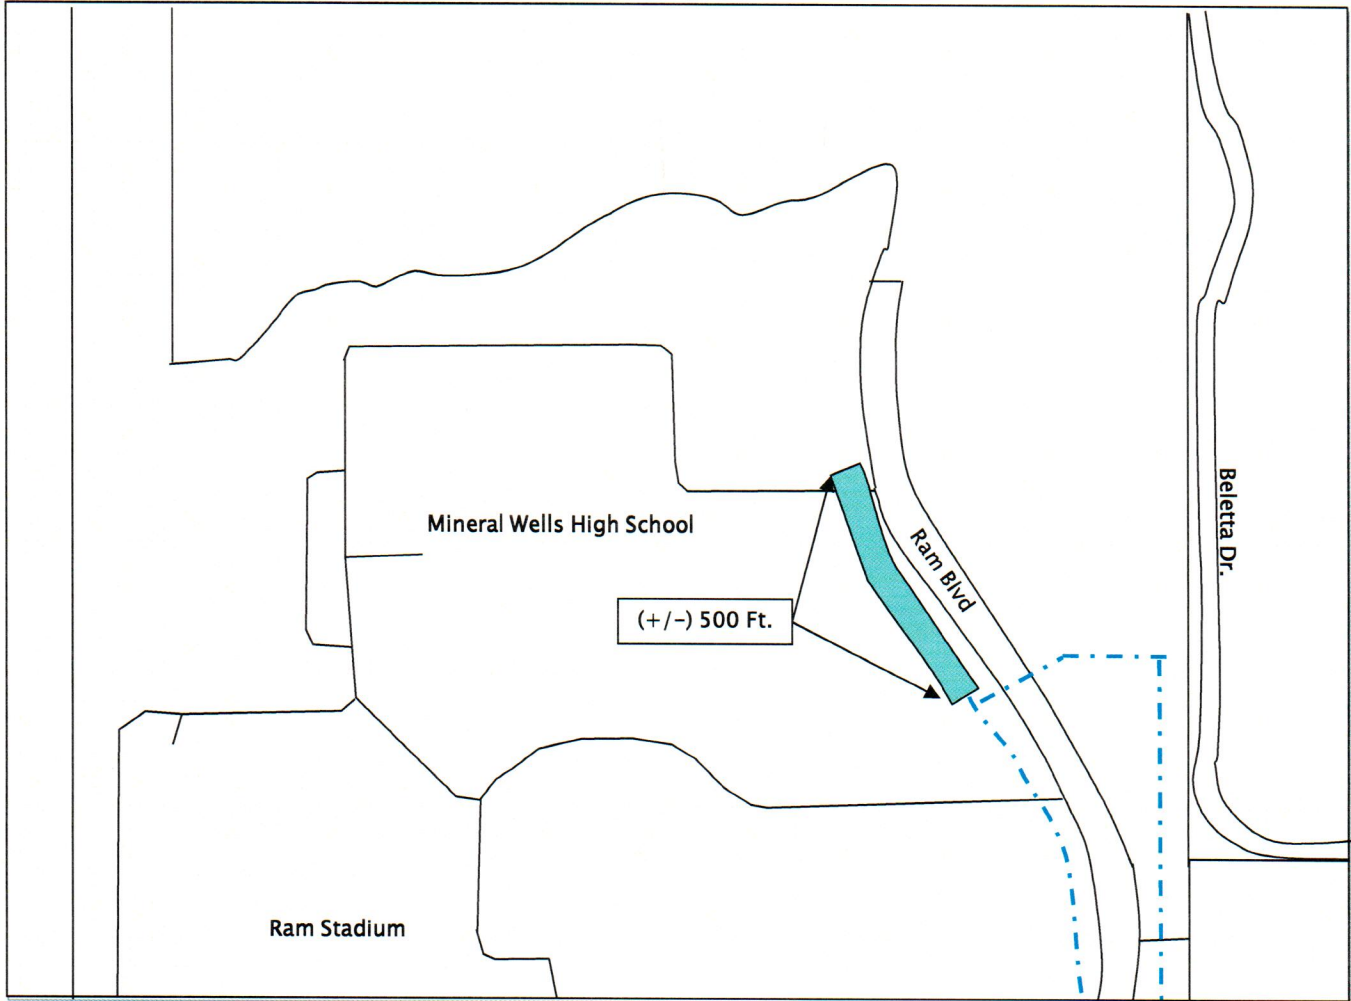 Mineral Wells High School
Ram Blvd
Beletta Dr.
(+/-) 500 Ft.
Ram Stadium